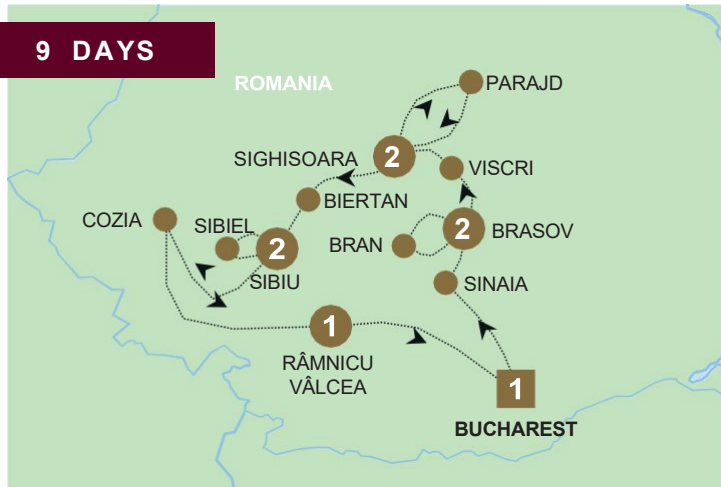 9 DAYS
ROMANIA
PARAJD
SIGHISOARA
2
VISCRI
BIERTAN
COZIA
SIBIEL
2
SIBIU
BRAN
2
BRASOV
SINAIA
1
RÂMNICU
VÂLCEA
1
BUCHAREST